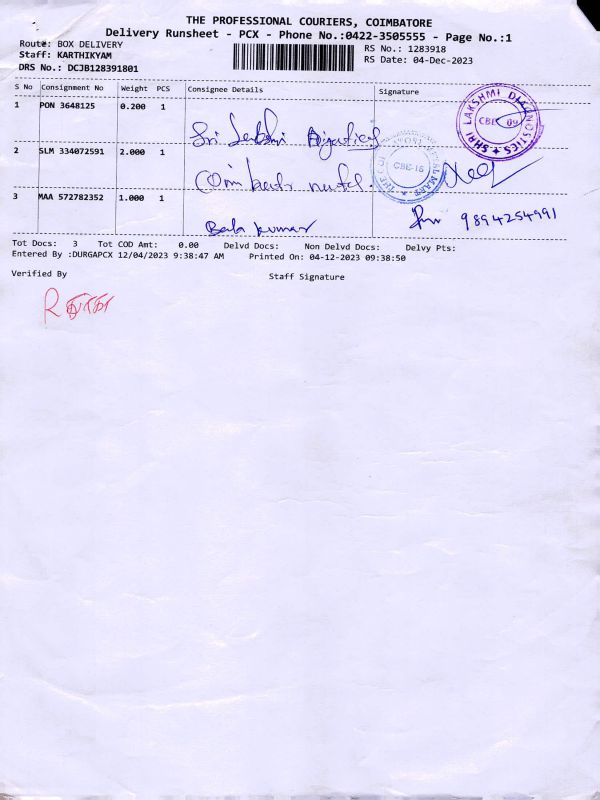 THE PROFESSIONAL COURIERS, COIMBATORE
Delivery Runsheet - PCX - Phone No.:0422-3505555 - Page No.:1
Route: BOX DELIVERY
RS No.: 1283918
Staff: KARTHIKYAM
RS Date: 04-Dec-2023
DRS No.: DCJB128391801
S No Consignment No Weight PCS Consignee Details Signature
1 PON 3648125 0.200 1
SHRI LAKSHMI DIAGNOSTICS CBE 09
Sri
2 SLM 334072591 2.000 1
CBE-16
3 MAA 572782352 1.000 1
Bala kumar 9894254991
Tot Docs: 3 Tot COD Amt: 0.00 Delvd Docs: Non Delvd Docs: Delvy Pts:
Entered By :DURGAPCX 12/04/2023 9:38:47 AM Printed On: 04-12-2023 09:38:50
Verified By Staff Signature